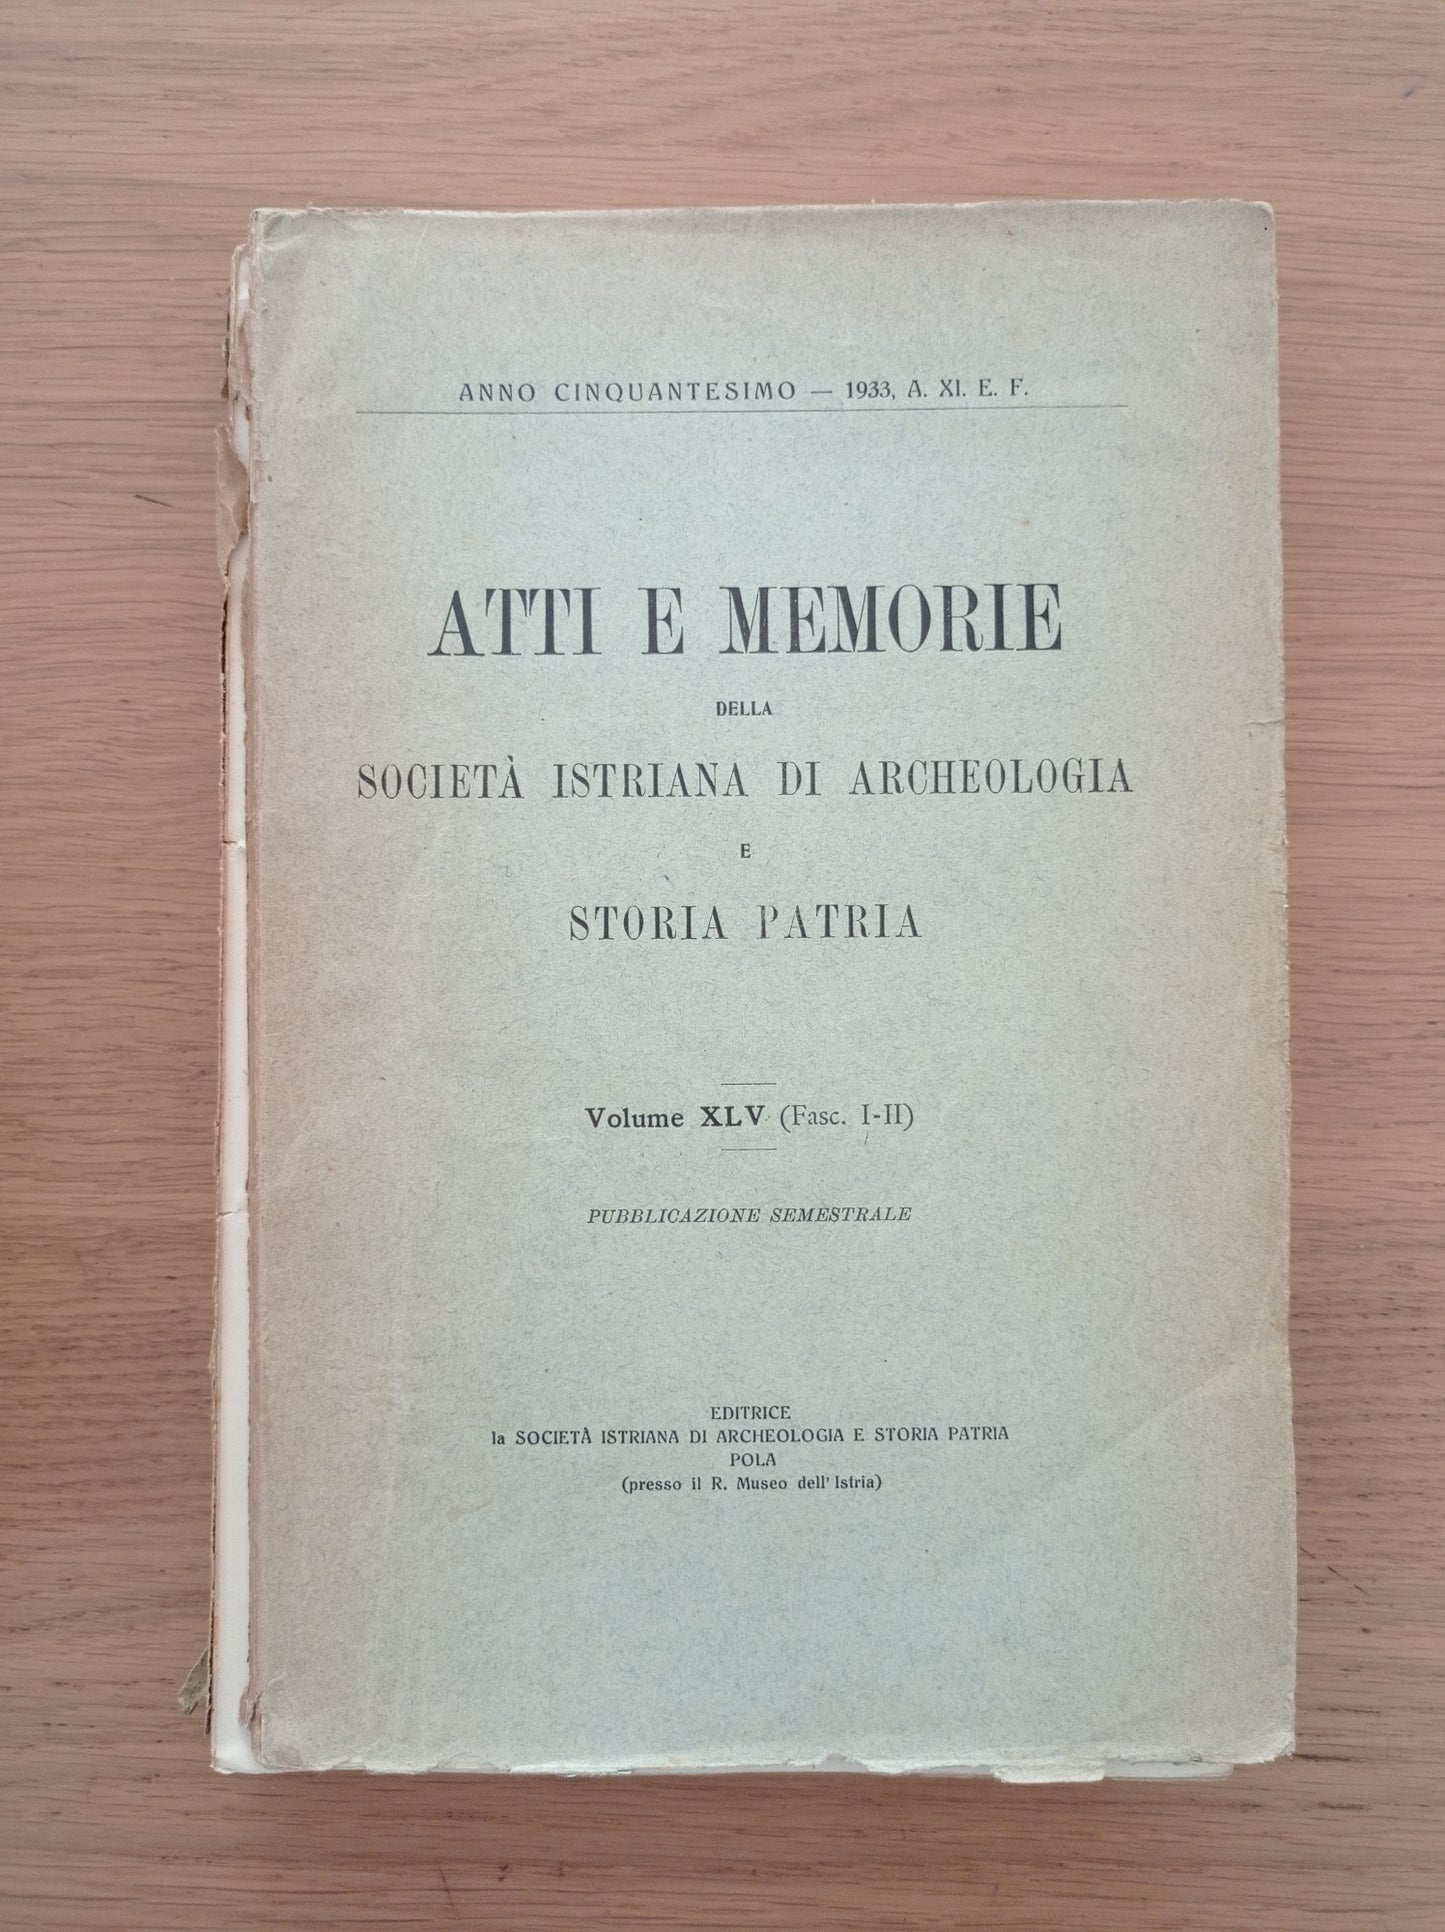 ANNO CINQUANTESIMO — 1933, A. XI. E. F.
ATTI E MEMORIE
DELLA
SOCIETÀ ISTRIANA DI ARCHEOLOGIA
E
STORIA PATRIA
Volume XLV (Fasc. I-II)
PUBBLICAZIONE SEMESTRALE
EDITRICE
la SOCIETÀ ISTRIANA DI ARCHEOLOGIA E STORIA PATRIA
POLA
(presso il R. Museo dell' Istria)